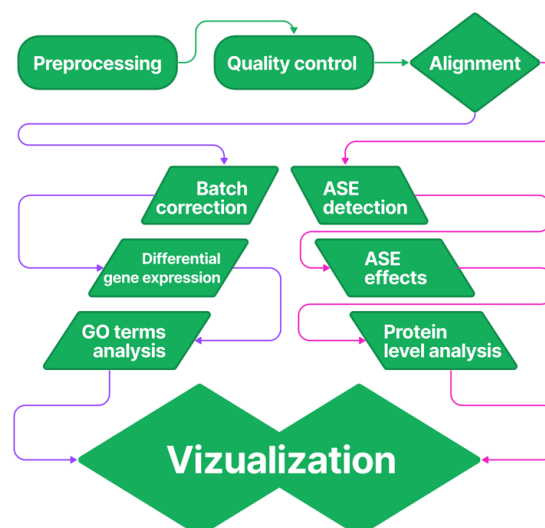 Preprocessing
Quality control
Alignment
Batch
correction
ASE
detection
Differential
gene expression
ASE
effects
GO terms
analysis
Protein
level analysis
Vizualization